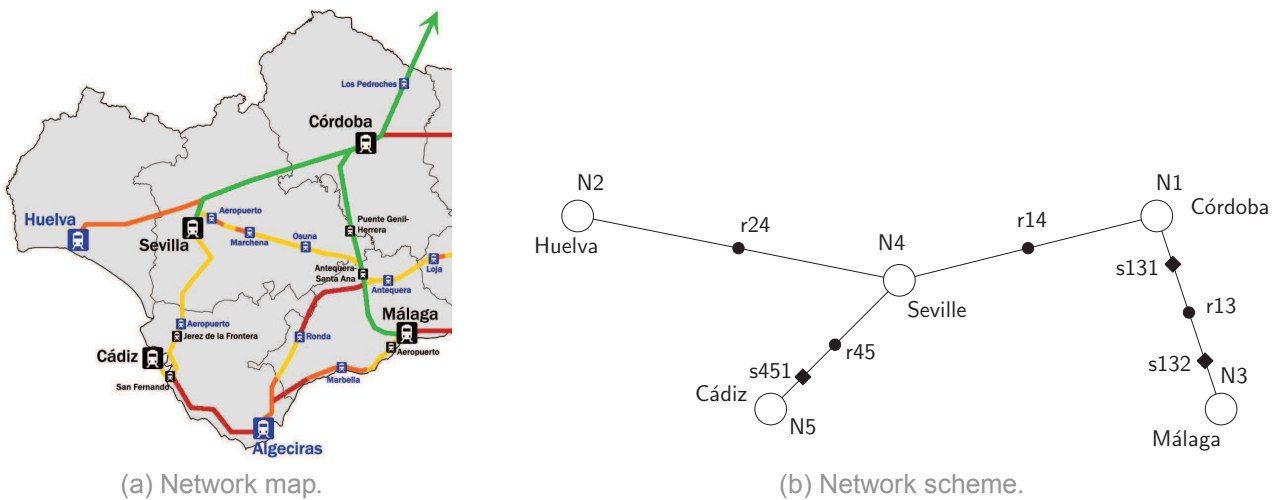 Los Pedroches
Córdoba
Huelva
Aeropuerto
Sevilla
Marchena
Osuna
Puente Genil-
Herrera
Antequera-
Santa Ana
Loja
Antequera
Málaga
Aeropuerto
Jerez de la Frontera
Ronda
Cádiz
Aeropuerto
San Fernando
Marbella
Algeciras
(a) Network map.
N2
Huelva
r24
N4
Seville
r14
N1
Córdoba
s131
r13
s132
N3
Málaga
r45
s451
Cádiz
N5
(b) Network scheme.